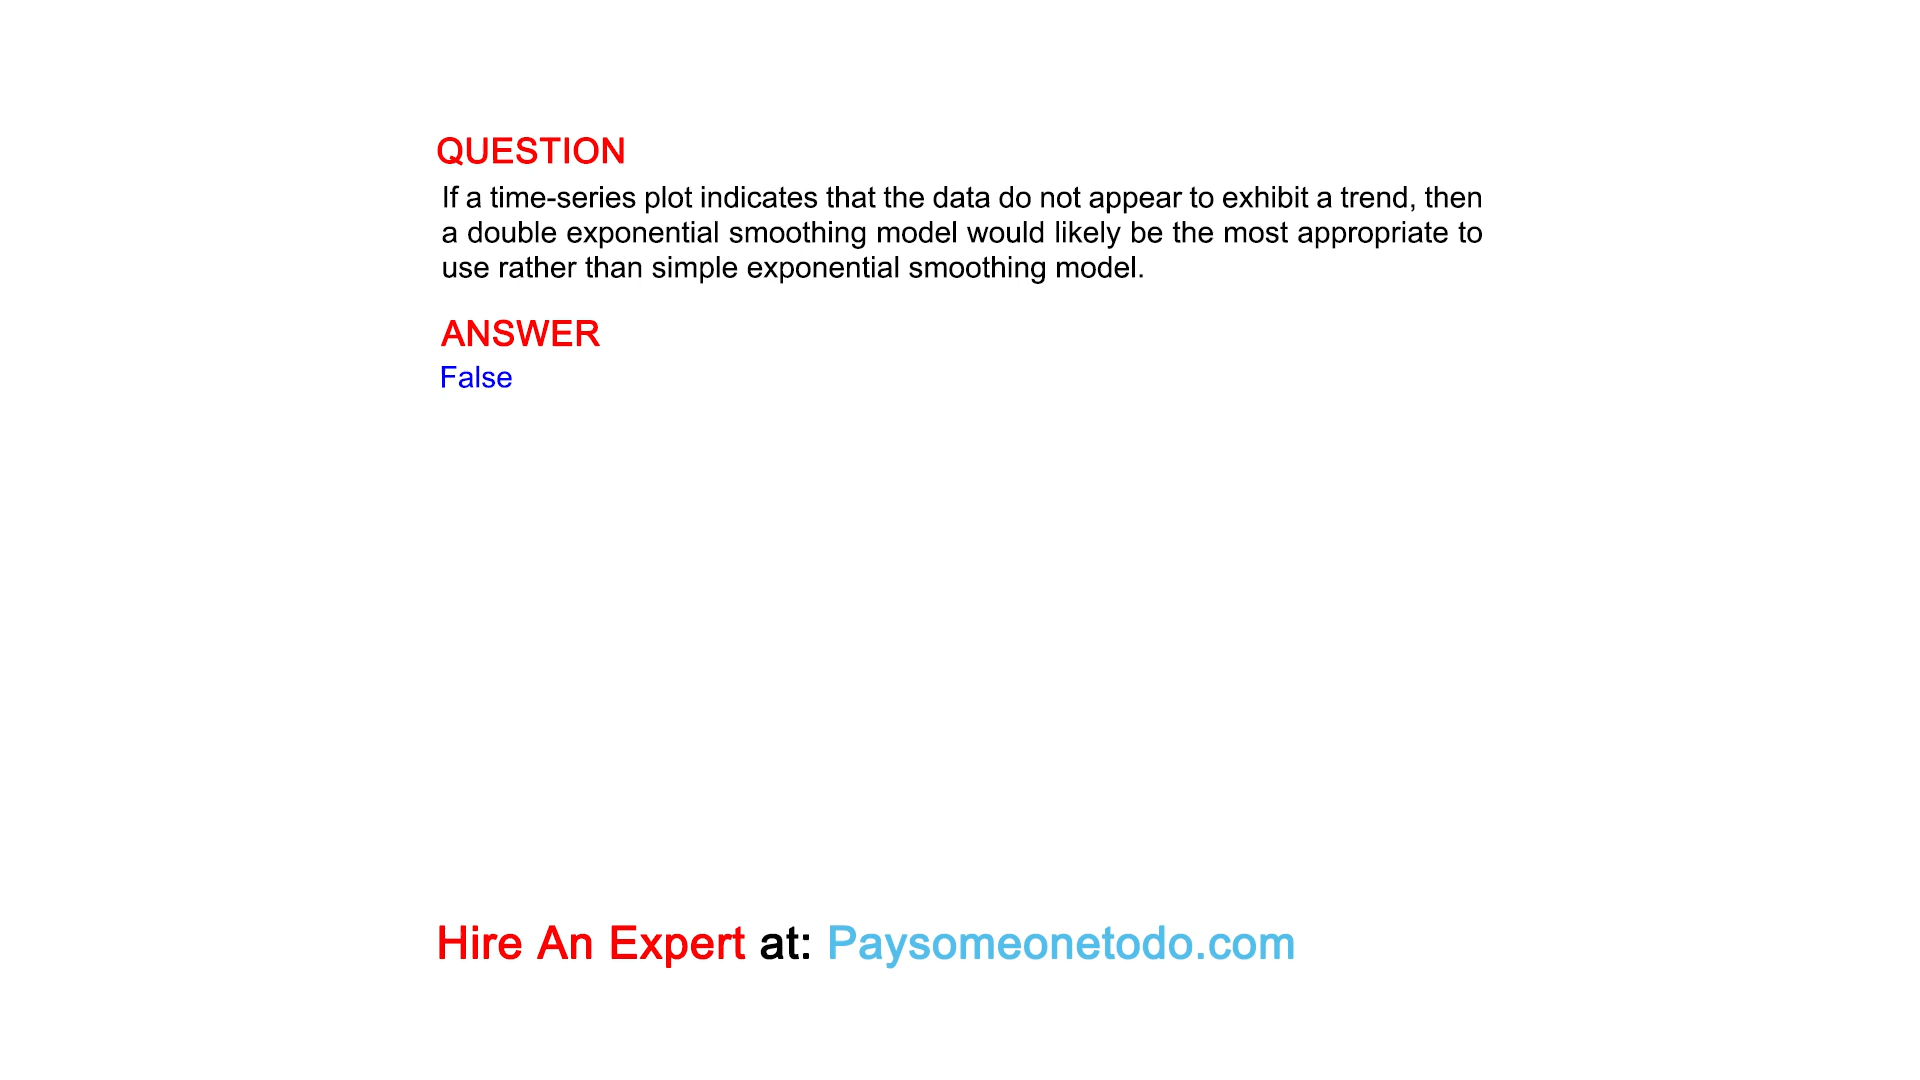 QUESTION
If a time-series plot indicates that the data do not appear to exhibit a trend, then
a double exponential smoothing model would likely be the most appropriate to
use rather than simple exponential smoothing model.
ANSWER
False
Hire An Expert at: Paysomeonetodo.com